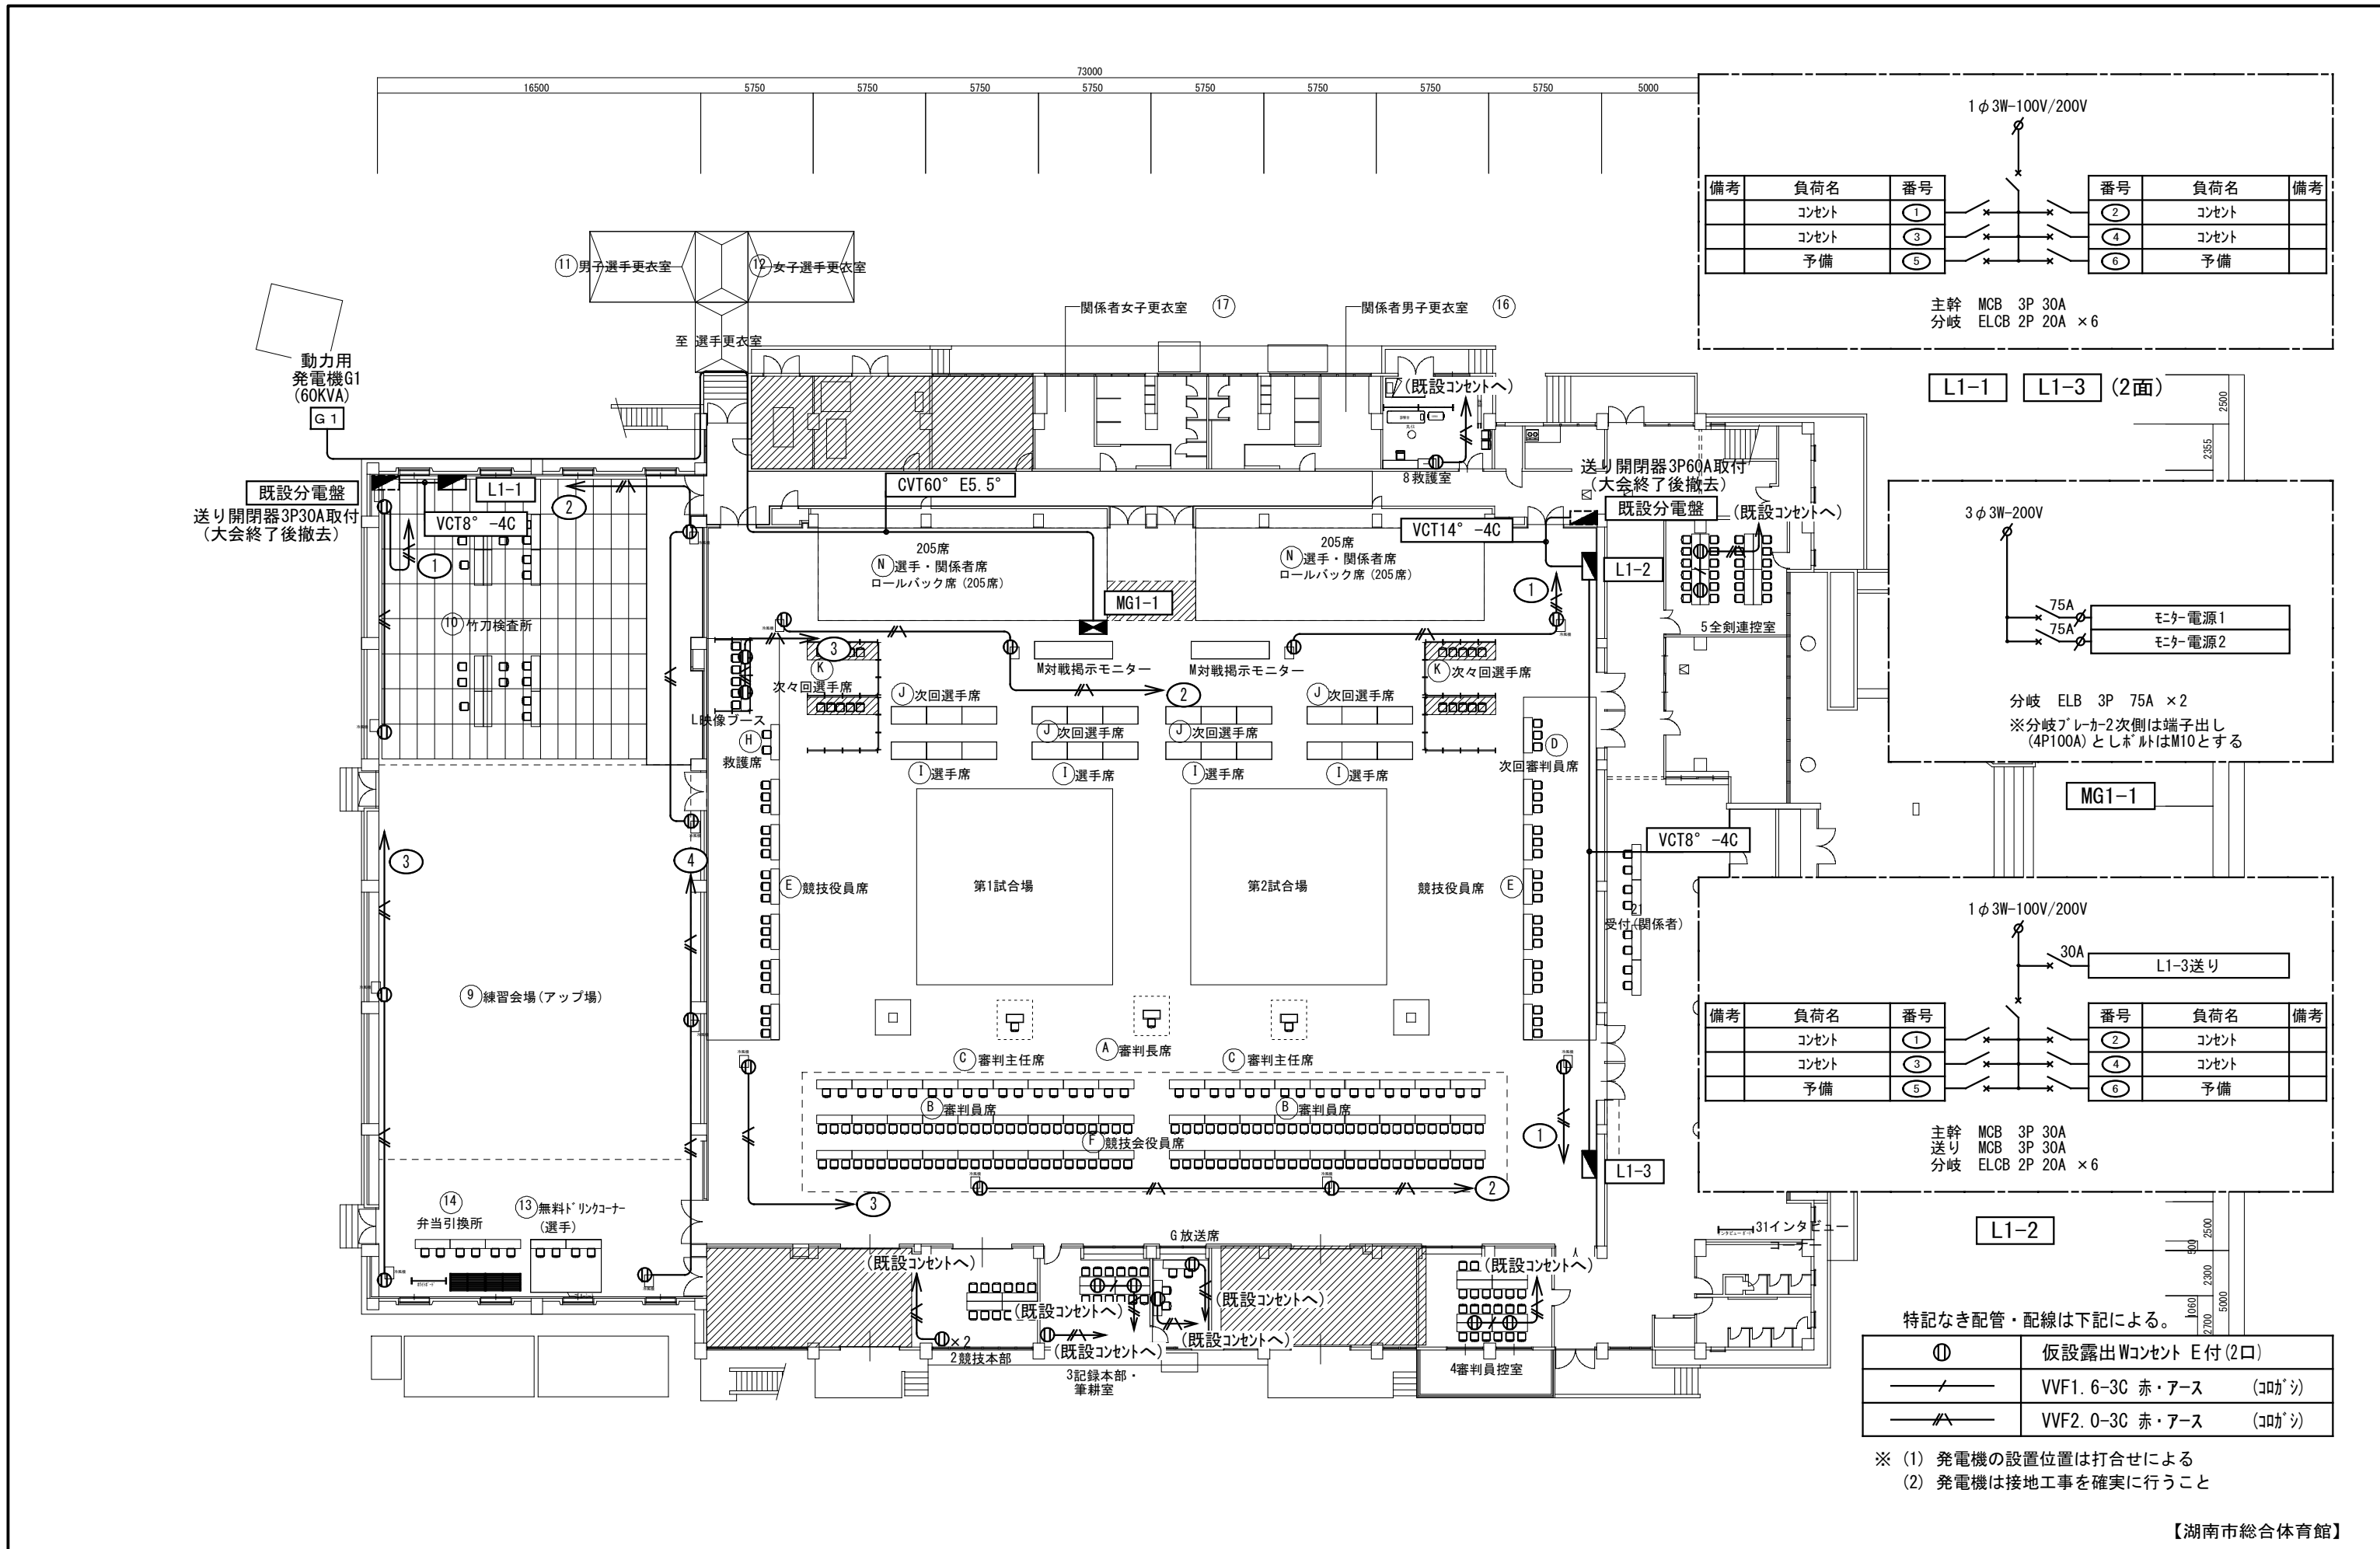 73000
16500
5750
5750
5750
5750
5750
5750
5750
5750
5000
1φ3W-100V/200V
備考 負荷名 番号 番号 負荷名 備考
コンセント 1 2 コンセント
コンセント 3 4 コンセント
予備 5 6 予備
主幹 MCB 3P 30A
分岐 ELCB 2P 20A ×6
L1-1 L1-3 (2面)
2500
2355
11 男子選手更衣室
12 女子選手更衣室
至 選手更衣室
関係者女子更衣室 17
関係者男子更衣室 16
動力用
発電機G1
(60KVA)
G1
(既設コンセントへ)
8救護室
既設分電盤
送り開閉器3P30A取付
(大会終了後撤去)
L1-1
VCT8° -4C
2
1
CVT60° E5.5°
送り開閉器3P60A取付
(大会終了後撤去)
既設分電盤
(既設コンセントへ)
VCT14° -4C
L1-2
1
205席
N 選手・関係者席
ロールバック席 (205席)
205席
N 選手・関係者席
ロールバック席 (205席)
MG1-1
10 竹刀検査所
5全剣連控室
3φ3W-200V
75A モニター電源1
75A モニター電源2
分岐 ELB 3P 75A ×2
※分岐ブレーカー2次側は端子出し
(4P100A)としボルトはM10とする
MG1-1
3
K
次々回選手席
M対戦掲示モニター
M対戦掲示モニター
K 次々回選手席
2
J 次回選手席
J 次回選手席
J 次回選手席
J 次回選手席
L映像ブース
H
救護席
I 選手席
I 選手席
I 選手席
I 選手席
D
次回審判員席
3
4
VCT8° -4C
E 競技役員席
第1試合場
第2試合場
競技役員席 E
21
受付(関係者)
9 練習会場(アップ場)
1φ3W-100V/200V
30A L1-3送り
備考 負荷名 番号 番号 負荷名 備考
コンセント 1 2 コンセント
コンセント 3 4 コンセント
予備 5 6 予備
主幹 MCB 3P 30A
送り MCB 3P 30A
分岐 ELCB 2P 20A ×6
L1-2
C 審判主任席
A 審判長席
C 審判主任席
B 審判員席
B 審判員席
F 競技会役員席
1
L1-3
2
3
14
弁当引換所
13 無料ドリンクコーナー
(選手)
G放送席
31インタビュー
コーナー
2500
500
2300
1060
2700
5000
(既設コンセントへ)
(既設コンセントへ)
(既設コンセントへ)
(既設コンセントへ)
(既設コンセントへ)
(既設コンセントへ)
×2
2競技本部
3記録本部・
筆耕室
4審判員控室
特記なき配管・配線は下記による。
仮設露出Wコンセント E付(2口)
VVF1.6-3C 赤・アース (コロガシ)
VVF2.0-3C 赤・アース (コロガシ)
※ (1) 発電機の設置位置は打合せによる
(2) 発電機は接地工事を確実に行うこと
【湖南市総合体育館】